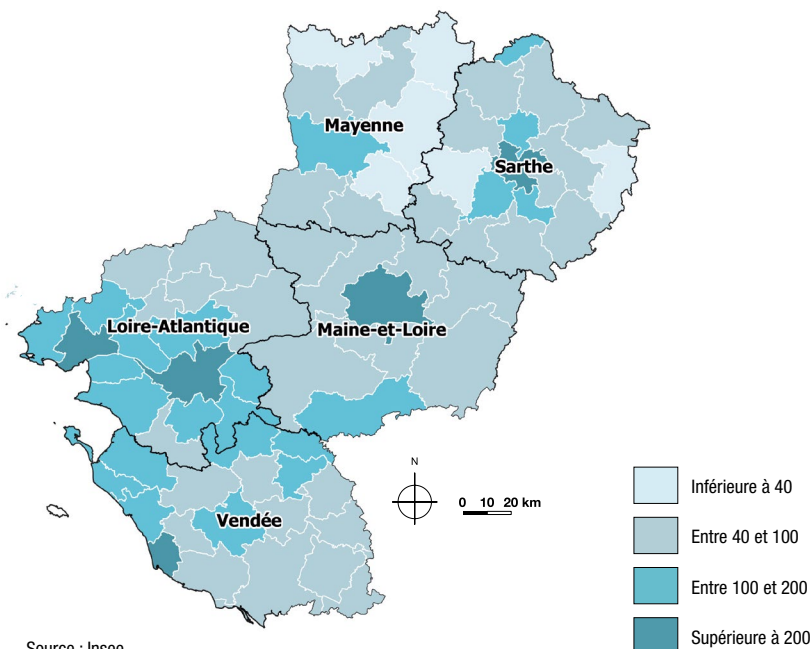 Mayenne
Sarthe
Loire-Atlantique
Maine-et-Loire
Vendée
N
0 10 20 km
Inférieure à 40
Entre 40 et 100
Entre 100 et 200
Supérieure à 200
Source : Insee